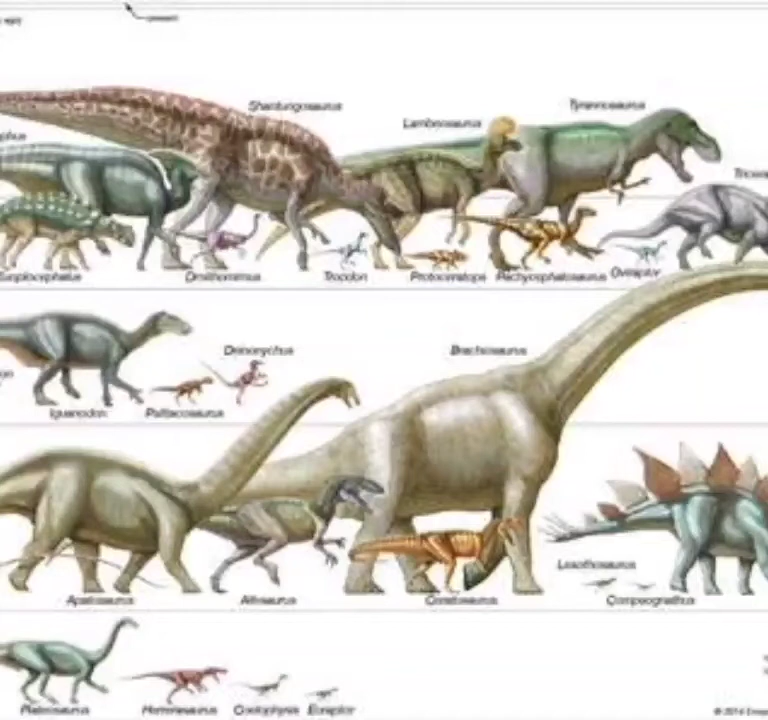 Shantungosaurus
Lambeosaurus
Tyrannosaurus
Ornithomimus
Troodon
Protoceratops
Pachycephalosaurus
Oviraptor
Deinonychus
Brachiosaurus
Iguanodon
Psittacosaurus
Lesothosaurus
Apatosaurus
Allosaurus
Compsognathus
Plateosaurus
Herrerasaurus
Coelophysis
Eoraptor